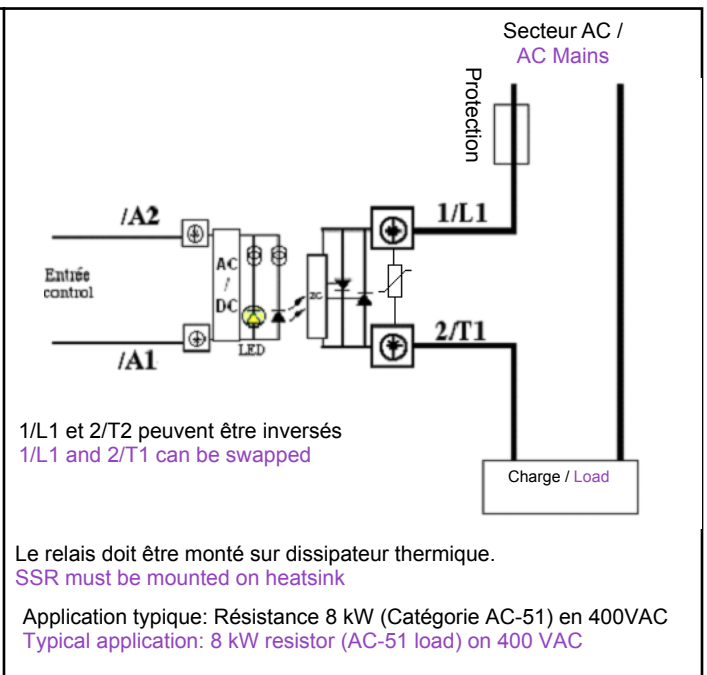 Secteur AC /
AC Mains
Protection
/A2
1/L1
Entrée
control
AC
/
DC
ZC
LED
/A1
2/T1
1/L1 et 2/T2 peuvent être inversés
1/L1 and 2/T1 can be swapped
Charge / Load
Le relais doit être monté sur dissipateur thermique.
SSR must be mounted on heatsink
Application typique: Résistance 8 kW (Catégorie AC-51) en 400VAC
Typical application: 8 kW resistor (AC-51 load) on 400 VAC